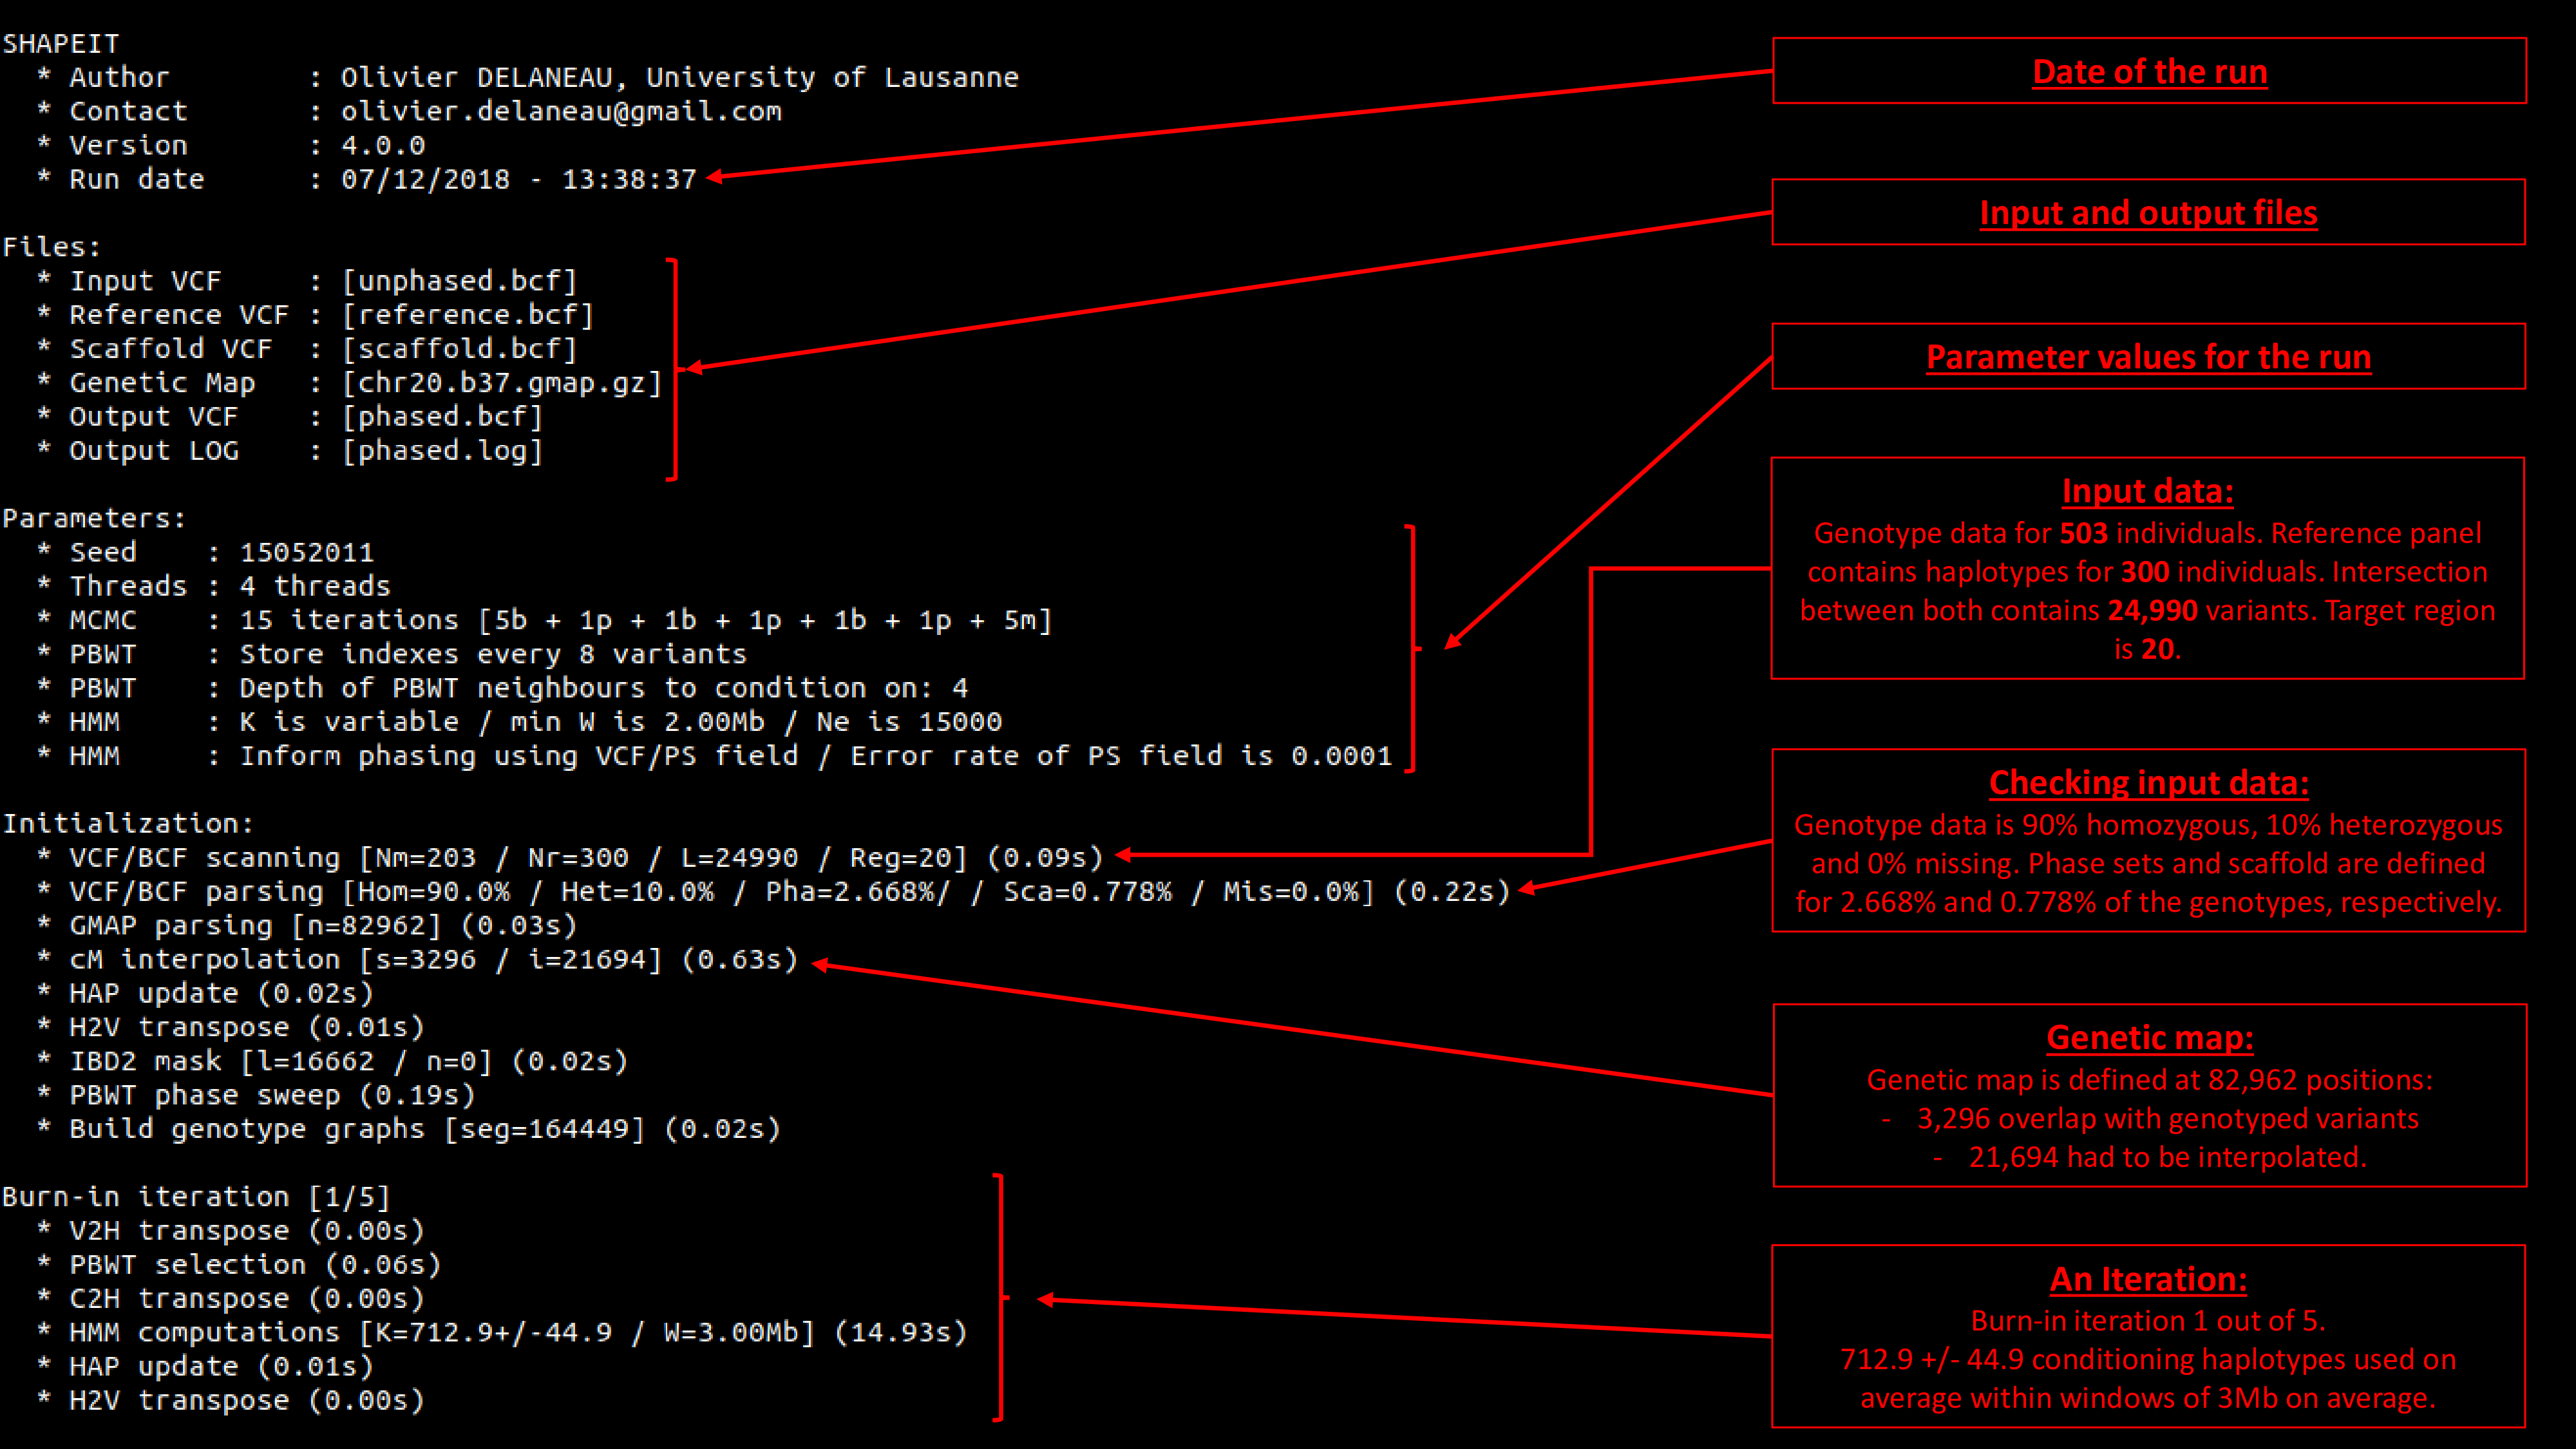 SHAPEIT
* Author : Olivier DELANEAU, University of Lausanne
* Contact : olivier.delaneau@gmail.com
* Version : 4.0.0
* Run date : 07/12/2018 - 13:38:37
Files:
* Input VCF : [unphased.bcf]
* Reference VCF : [reference.bcf]
* Scaffold VCF : [scaffold.bcf]
* Genetic Map : [chr20.b37.gmap.gz]
* Output VCF : [phased.bcf]
* Output LOG : [phased.log]
Parameters:
* Seed : 15052011
* Threads : 4 threads
* MCMC : 15 iterations [5b + 1p + 1b + 1p + 1b + 1p + 5m]
* PBWT : Store indexes every 8 variants
* PBWT : Depth of PBWT neighbours to condition on: 4
* HMM : K is variable / min W is 2.00Mb / Ne is 15000
* HMM : Inform phasing using VCF/PS field / Error rate of PS field is 0.0001
Initialization:
* VCF/BCF scanning [Nm=203 / Nr=300 / L=24990 / Reg=20] (0.09s)
* VCF/BCF parsing [Hom=90.0% / Het=10.0% / Pha=2.668%/ / Sca=0.778% / Mis=0.0%] (0.22s)
* GMAP parsing [n=82962] (0.03s)
* cM interpolation [s=3296 / i=21694] (0.63s)
* HAP update (0.02s)
* H2V transpose (0.01s)
* IBD2 mask [l=16662 / n=0] (0.02s)
* PBWT phase sweep (0.19s)
* Build genotype graphs [seg=164449] (0.02s)
Burn-in iteration [1/5]
* V2H transpose (0.00s)
* PBWT selection (0.06s)
* C2H transpose (0.00s)
* HMM computations [K=712.9+/-44.9 / W=3.00Mb] (14.93s)
* HAP update (0.01s)
* H2V transpose (0.00s)
Date of the run
Input and output files
Parameter values for the run
Input data:
Genotype data for 503 individuals. Reference panel
contains haplotypes for 300 individuals. Intersection
between both contains 24,990 variants. Target region
is 20.
Checking input data:
Genotype data is 90% homozygous, 10% heterozygous
and 0% missing. Phase sets and scaffold are defined
for 2.668% and 0.778% of the genotypes, respectively.
Genetic map:
Genetic map is defined at 82,962 positions:
- 3,296 overlap with genotyped variants
- 21,694 had to be interpolated.
An Iteration:
Burn-in iteration 1 out of 5.
712.9 +/- 44.9 conditioning haplotypes used on
average within windows of 3Mb on average.